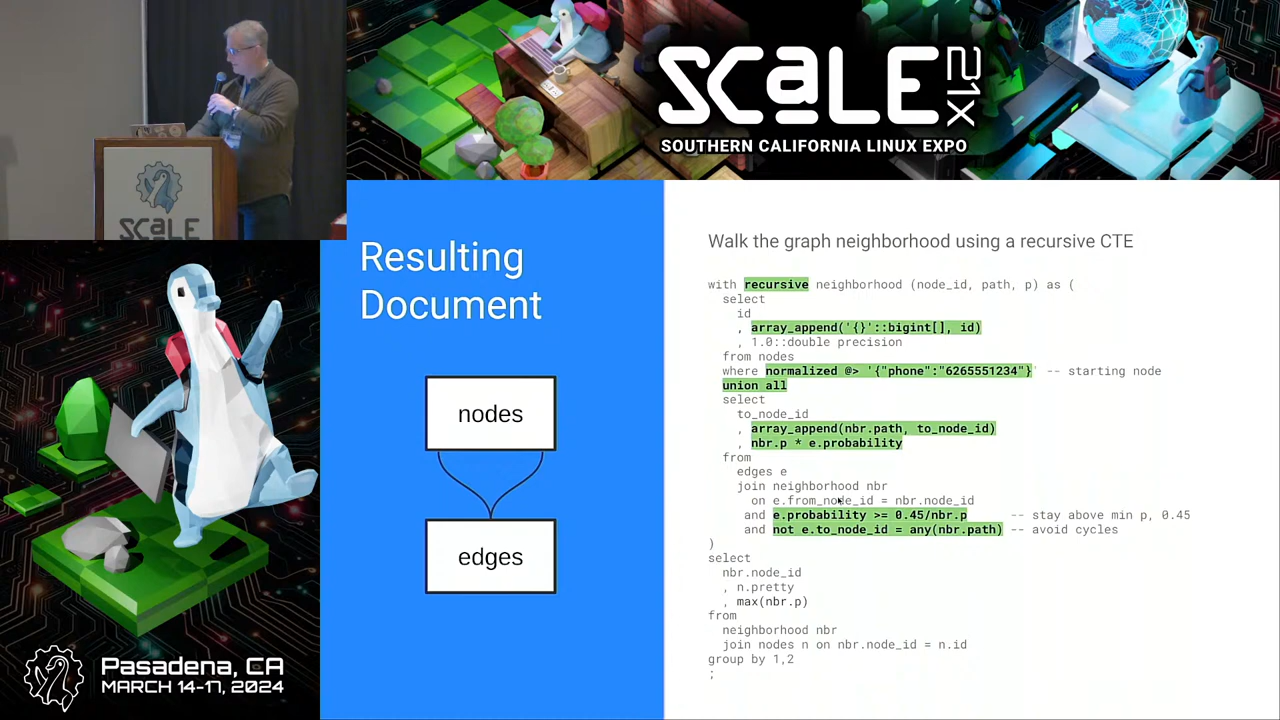 SCALE 21X
SOUTHERN CALIFORNIA LINUX EXPO
SCALE
Resulting
Document
nodes
edges
Walk the graph neighborhood using a recursive CTE
with recursive neighborhood (node_id, path, p) as (
select
id
, array_append('{}'::bigint[], id)
, 1.0::double precision
from nodes
where normalized @> '{"phone":"6265551234"}' -- starting node
union all
select
to_node_id
, array_append(nbr.path, to_node_id)
, nbr.p * e.probability
from
edges e
join neighborhood nbr
on e.from_node_id = nbr.node_id
and e.probability >= 0.45/nbr.p -- stay above min p, 0.45
and not e.to_node_id = any(nbr.path) -- avoid cycles
)
select
nbr.node_id
, n.pretty
, max(nbr.p)
from
neighborhood nbr
join nodes n on nbr.node_id = n.id
group by 1,2
;
Pasadena, CA
MARCH 14-17, 2024